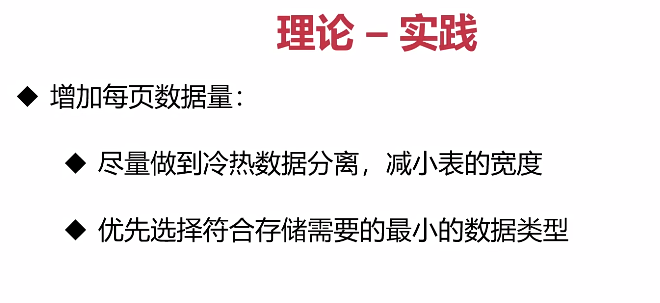 理论 – 实践
◆ 增加每页数据量：
◆ 尽量做到冷热数据分离，减小表的宽度
◆ 优先选择符合存储需要的最小的数据类型